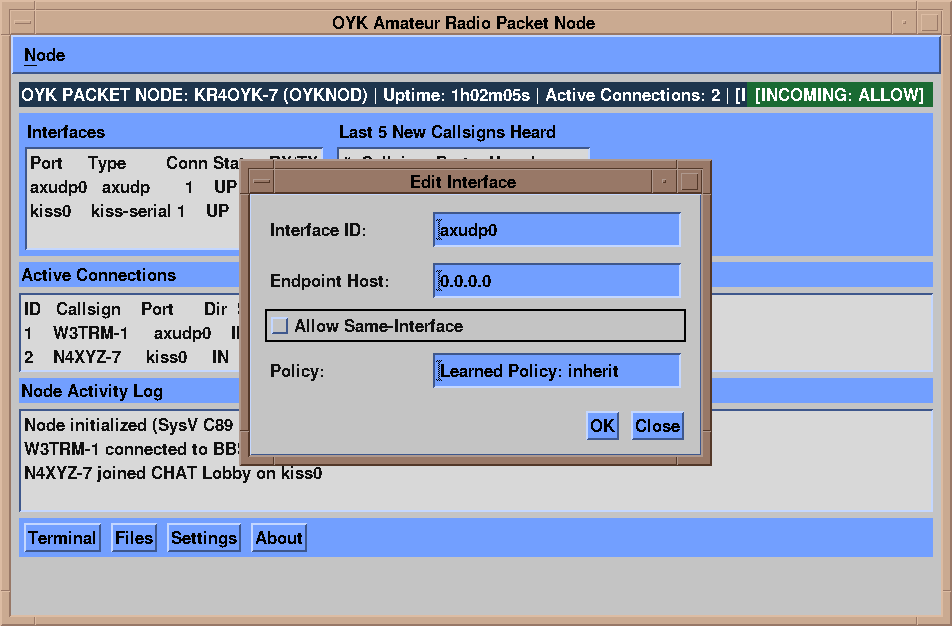 OYK Amateur Radio Packet Node
Node
OYK PACKET NODE: KR4OYK-7 (OYKNOD) | Uptime: 1h02m05s | Active Connections: 2 | [I [INCOMING: ALLOW]
Interfaces
Last 5 New Callsigns Heard
Port Type Conn
axudp0 axudp 1 UP
kiss0 kiss-serial 1 UP
Edit Interface
Interface ID: axudp0
Endpoint Host: 0.0.0.0
Allow Same-Interface
Policy: Learned Policy: inherit
OK Close
Active Connections
ID Callsign Port Dir
1 W3TRM-1 axudp0
2 N4XYZ-7 kiss0 IN
Node Activity Log
Node initialized (SysV C89
W3TRM-1 connected to
N4XYZ-7 joined CHAT Lobby on kiss0
Terminal Files Settings About